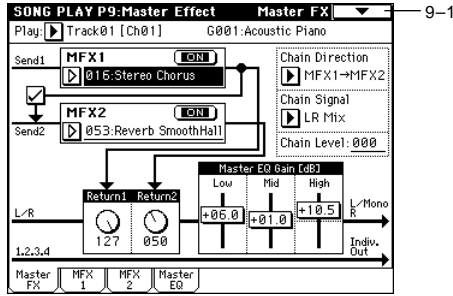 SONG PLAY P9:Master Effect Master FX
9–1
Play: Track01 [Ch01] G001:Acoustic Piano
Send1 MFX1 ON
016:Stereo Chorus
Chain Direction
MFX1→MFX2
Chain Signal
LR Mix
Chain Level: 000
MFX2 ON
Send2 053:Reverb SmoothHall
Master EQ Gain [dB]
Low Mid High
+06.0 +01.0 +10.5
Return1 Return2
127 050
L/R
L/Mono
R
1.2.3.4
Indiv.
Out
Master FX
MFX 1
MFX 2
Master EQ